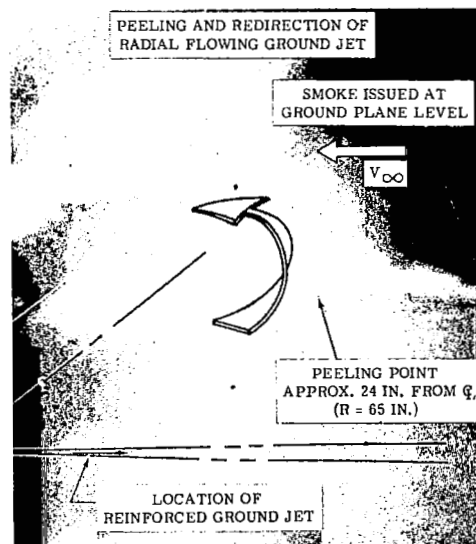 PEELING AND REDIRECTION OF
RADIAL FLOWING GROUND JET
SMOKE ISSUED AT
GROUND PLANE LEVEL
V∞
PEELING POINT
APPROX. 24 IN. FROM ℄
(R = 65 IN.)
LOCATION OF
REINFORCED GROUND JET